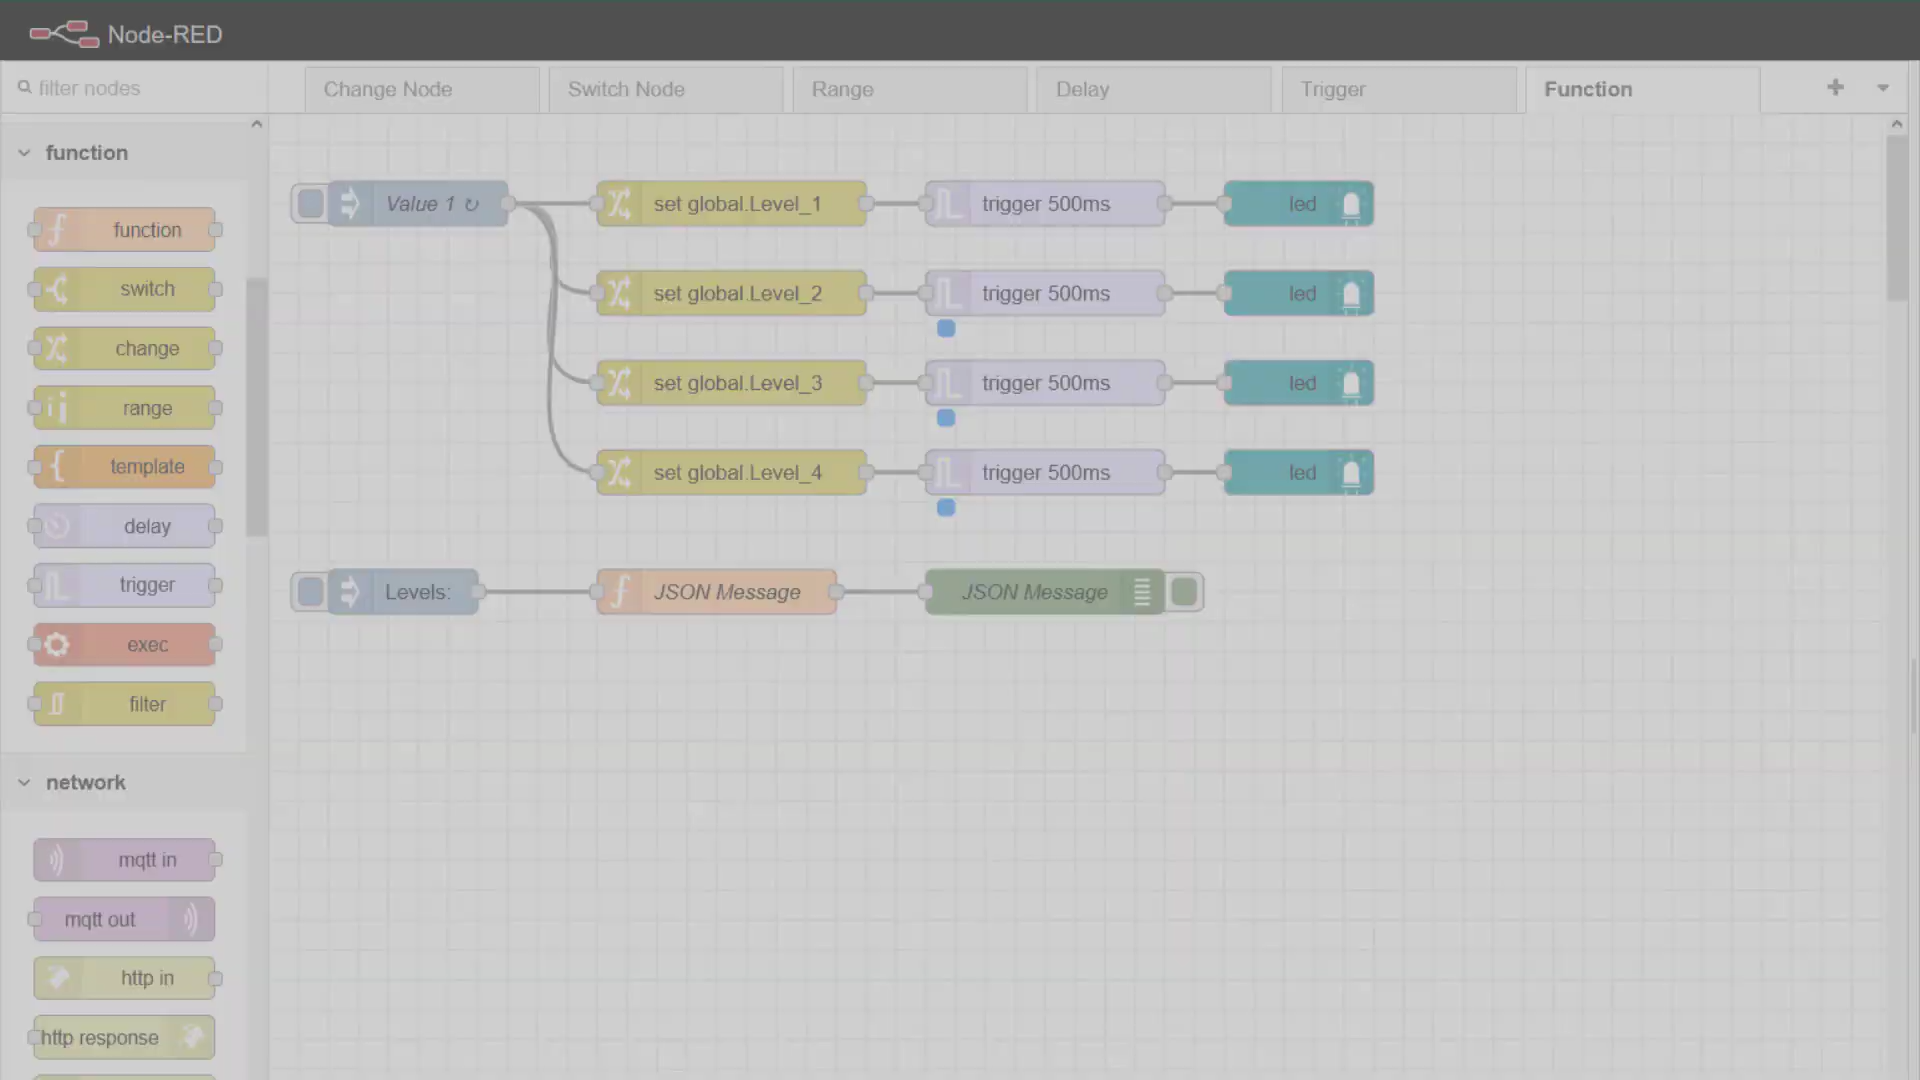 Node-RED
filter nodes
Change Node
Switch Node
Range
Delay
Trigger
Function
function
function
switch
change
range
template
delay
trigger
exec
filter
network
mqtt in
mqtt out
http in
http response
Value 1 ↻
set global.Level_1
trigger 500ms
led
set global.Level_2
trigger 500ms
led
set global.Level_3
trigger 500ms
led
set global.Level_4
trigger 500ms
led
Levels:
JSON Message
JSON Message